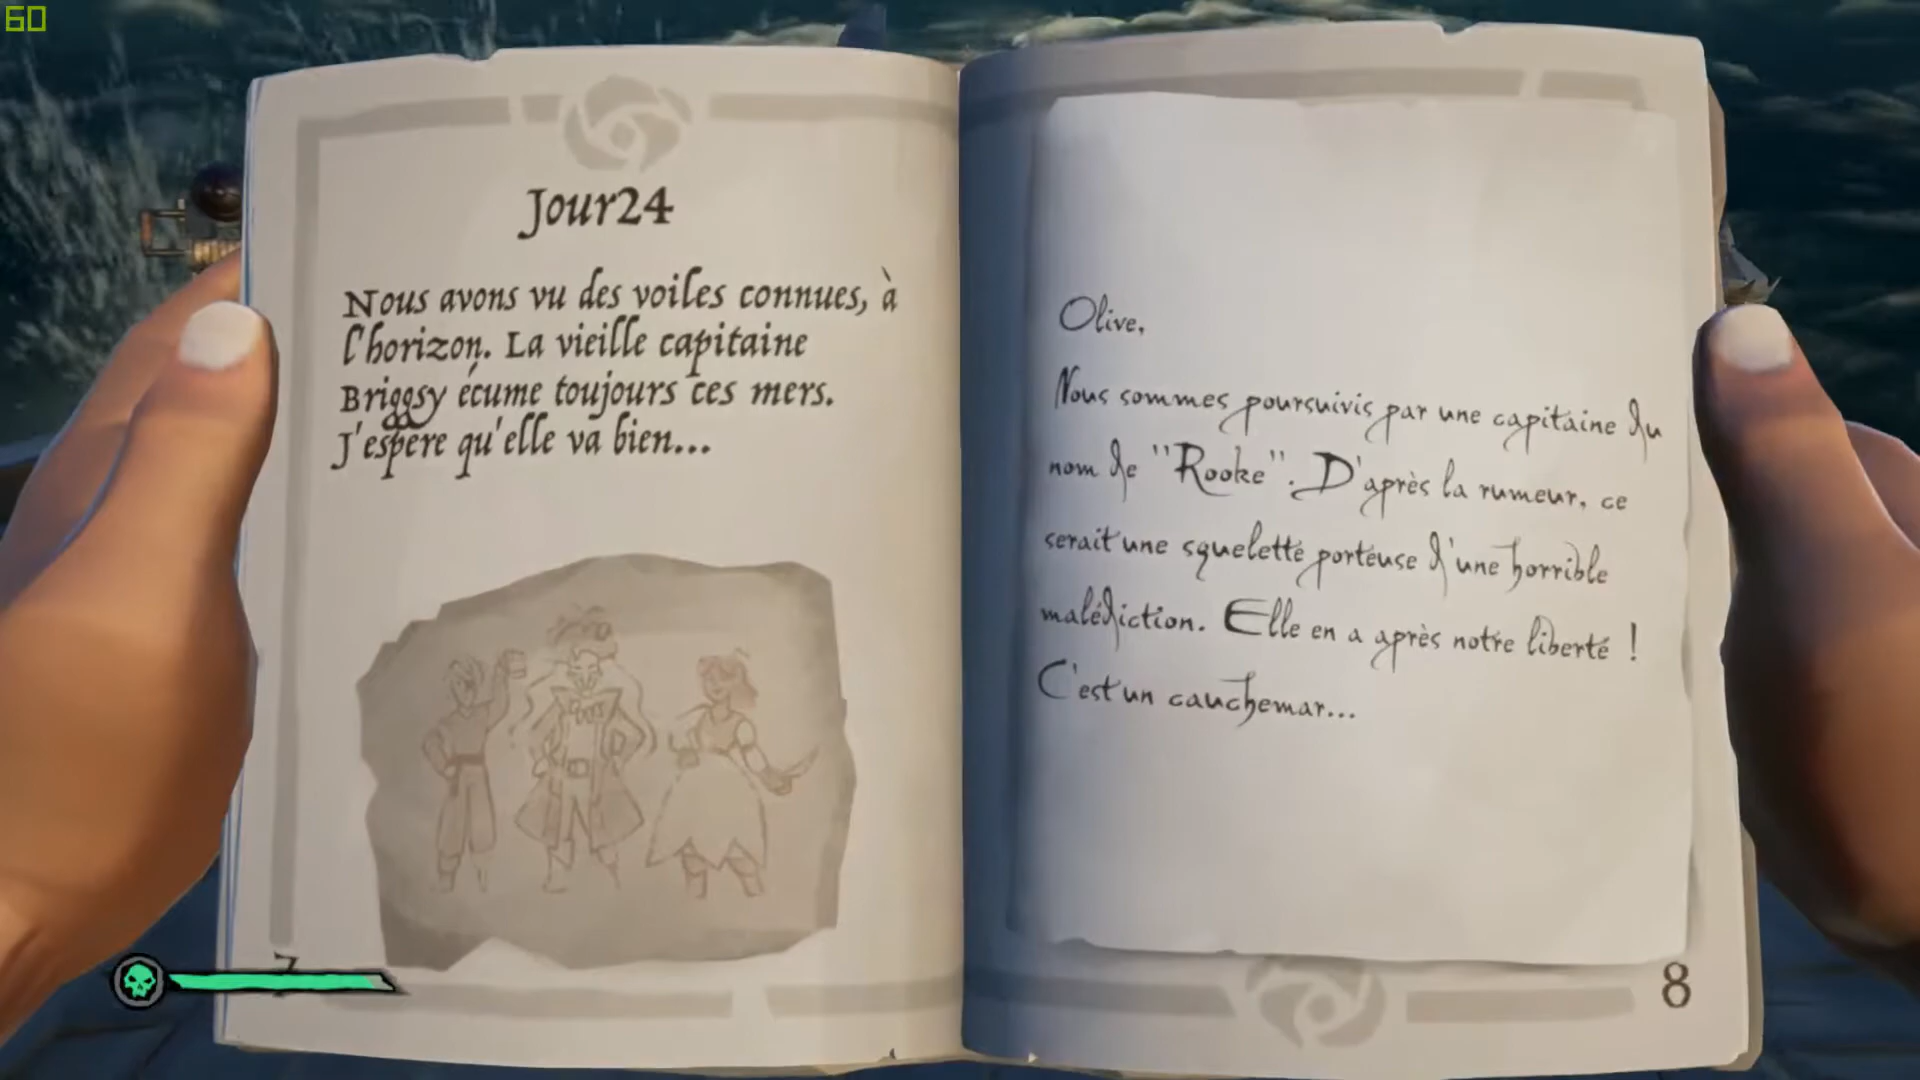 60
Jour24
Nous avons vu des voiles connues, à
l'horizon. La vieille capitaine
Briggsy écume toujours ces mers.
J'espère qu'elle va bien...
7
Olive,
Nous sommes poursuivis par une capitaine du
nom de "Rooke". D'après la rumeur, ce
serait une squelette porteuse d'une horrible
malédiction. Elle en a après notre liberté !
C'est un cauchemar...
8